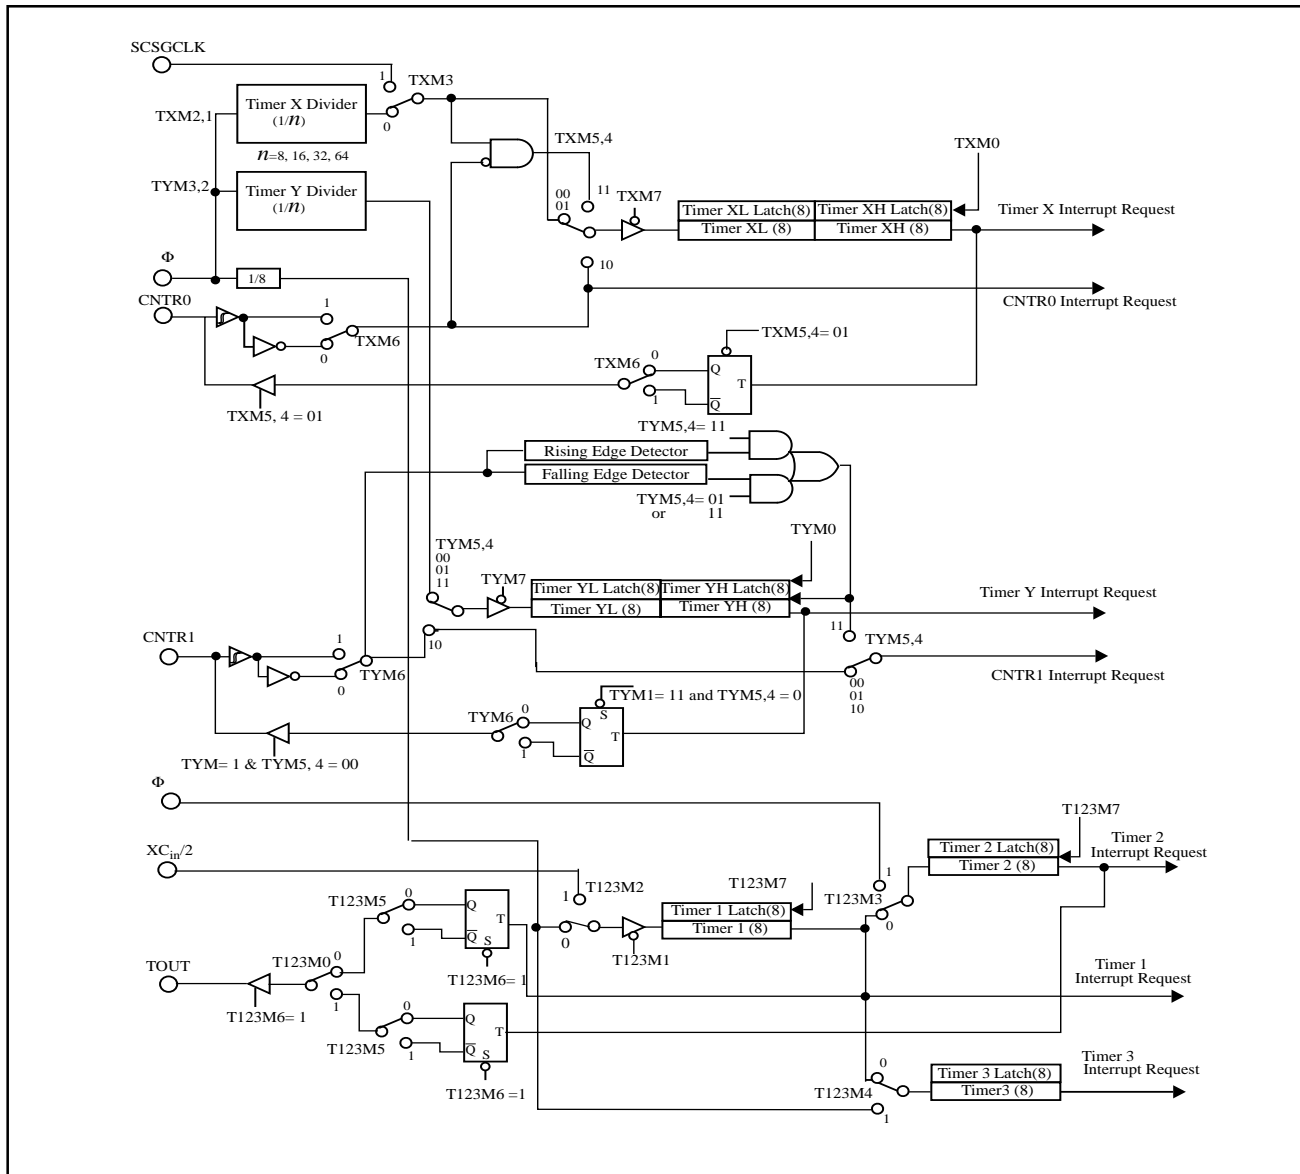 SCSGCLK
1
TXM3
TXM2,1
Timer X Divider
(1/n)
0
n=8, 16, 32, 64
TXM5,4
TXM0
TYM3,2
Timer Y Divider
(1/n)
00
01
11
TXM7
Timer XL Latch(8)
Timer XH Latch(8)
Timer XL (8)
Timer XH (8)
Timer X Interrupt Request
Φ
1/8
10
CNTR0
1
CNTR0 Interrupt Request
0
TXM6
TXM5,4= 01
TXM6
0
1
Q
T
Q
TXM5, 4 = 01
TYM5,4= 11
Rising Edge Detector
Falling Edge Detector
TYM5,4= 01
or 11
TYM0
TYM5,4
00
01
11
TYM7
Timer YL Latch(8)
Timer YH Latch(8)
Timer YL (8)
Timer YH (8)
Timer Y Interrupt Request
CNTR1
1
10
11
TYM5,4
0
TYM6
CNTR1 Interrupt Request
00
01
10
TYM1= 11 and TYM5,4 = 0
TYM6
0
1
S
Q
T
Q
TYM= 1 & TYM5, 4 = 00
Φ
T123M7
Timer 2
Interrupt Request
Timer 2 Latch(8)
Timer 2 (8)
XCin/2
1
T123M2
T123M7
T123M3
1
0
T123M5
0
1
Q
T
Q
S
0
Timer 1 Latch(8)
Timer 1 (8)
T123M1
T123M6= 1
TOUT
T123M0
0
1
Timer 1
Interrupt Request
T123M6= 1
T123M5
0
1
Q
T
Q
S
T123M6 =1
T123M4
0
1
Timer 3 Latch(8)
Timer3 (8)
Timer 3
Interrupt Request